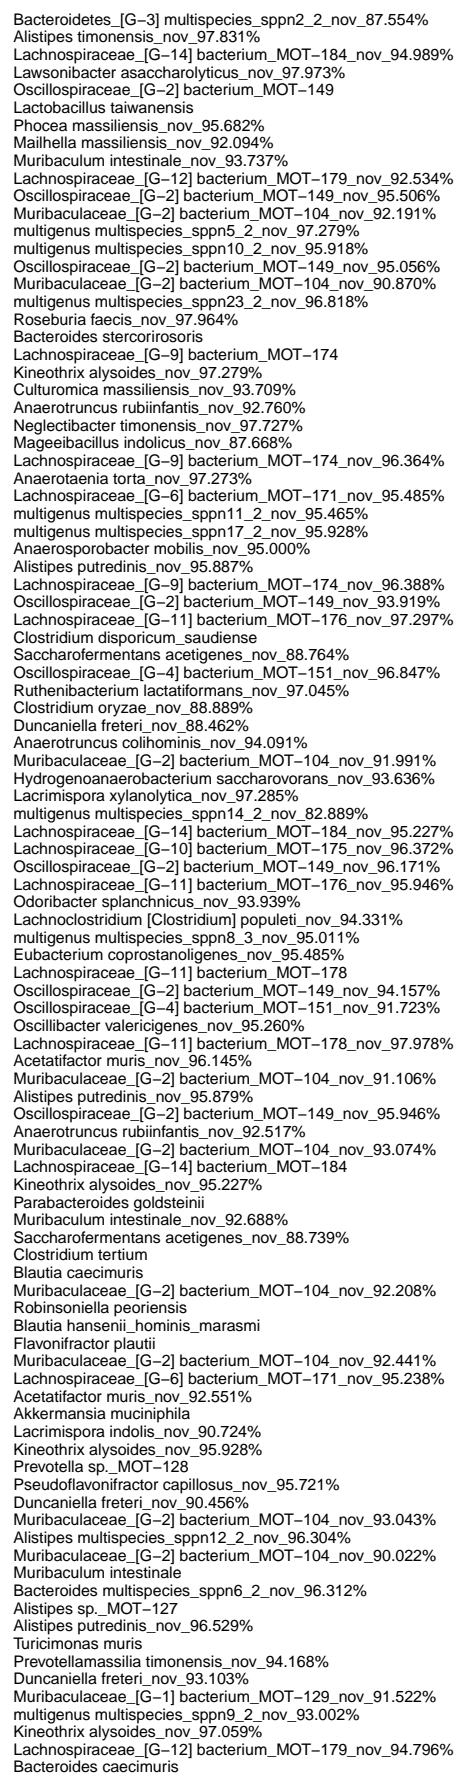 Bacteroidetes_[G−3] multispecies_sppn2_2_nov_87.554%
Alistipes timonensis_nov_97.831%
Lachnospiraceae_[G−14] bacterium_MOT−184_nov_94.989%
Lawsonibacter asaccharolyticus_nov_97.973%
Oscillospiraceae_[G−2] bacterium_MOT−149
Lactobacillus taiwanensis
Phocea massiliensis_nov_95.682%
Mailhella massiliensis_nov_92.094%
Muribaculum intestinale_nov_93.737%
Lachnospiraceae_[G−12] bacterium_MOT−179_nov_92.534%
Oscillospiraceae_[G−2] bacterium_MOT−149_nov_95.506%
Muribaculaceae_[G−2] bacterium_MOT−104_nov_92.191%
multigenus multispecies_sppn5_2_nov_97.279%
multigenus multispecies_sppn10_2_nov_95.918%
Oscillospiraceae_[G−2] bacterium_MOT−149_nov_95.056%
Muribaculaceae_[G−2] bacterium_MOT−104_nov_90.870%
multigenus multispecies_sppn23_2_nov_96.818%
Roseburia faecis_nov_97.964%
Bacteroides stercorirosoris
Lachnospiraceae_[G−9] bacterium_MOT−174
Kineothrix alysoides_nov_97.279%
Culturomica massiliensis_nov_93.709%
Anaerotruncus rubiinfantis_nov_92.760%
Neglectibacter timonensis_nov_97.727%
Mageeibacillus indolicus_nov_87.668%
Lachnospiraceae_[G−9] bacterium_MOT−174_nov_96.364%
Anaerotaenia torta_nov_97.273%
Lachnospiraceae_[G−6] bacterium_MOT−171_nov_95.485%
multigenus multispecies_sppn11_2_nov_95.465%
multigenus multispecies_sppn17_2_nov_95.928%
Anaerosporobacter mobilis_nov_95.000%
Alistipes putredinis_nov_95.887%
Lachnospiraceae_[G−9] bacterium_MOT−174_nov_96.388%
Oscillospiraceae_[G−2] bacterium_MOT−149_nov_93.919%
Lachnospiraceae_[G−11] bacterium_MOT−176_nov_97.297%
Clostridium disporicum_saudiense
Saccharofermentans acetigenes_nov_88.764%
Oscillospiraceae_[G−4] bacterium_MOT−151_nov_96.847%
Ruthenibacterium lactatiformans_nov_97.045%
Clostridium oryzae_nov_88.889%
Duncaniella freteri_nov_88.462%
Anaerotruncus colihominis_nov_94.091%
Muribaculaceae_[G−2] bacterium_MOT−104_nov_91.991%
Hydrogenoanaerobacterium saccharovorans_nov_93.636%
Lacrimispora xylanolytica_nov_97.285%
multigenus multispecies_sppn14_2_nov_82.889%
Lachnospiraceae_[G−14] bacterium_MOT−184_nov_95.227%
Lachnospiraceae_[G−10] bacterium_MOT−175_nov_96.372%
Oscillospiraceae_[G−2] bacterium_MOT−149_nov_96.171%
Lachnospiraceae_[G−11] bacterium_MOT−176_nov_95.946%
Odoribacter splanchnicus_nov_93.939%
Lachnoclostridium [Clostridium] populeti_nov_94.331%
multigenus multispecies_sppn8_3_nov_95.011%
Eubacterium coprostanoligenes_nov_95.485%
Lachnospiraceae_[G−11] bacterium_MOT−178
Oscillospiraceae_[G−2] bacterium_MOT−149_nov_94.157%
Oscillospiraceae_[G−4] bacterium_MOT−151_nov_91.723%
Oscillibacter valericigenes_nov_95.260%
Lachnospiraceae_[G−11] bacterium_MOT−178_nov_97.978%
Acetatifactor muris_nov_96.145%
Muribaculaceae_[G−2] bacterium_MOT−104_nov_91.106%
Alistipes putredinis_nov_95.879%
Oscillospiraceae_[G−2] bacterium_MOT−149_nov_95.946%
Anaerotruncus rubiinfantis_nov_92.517%
Muribaculaceae_[G−2] bacterium_MOT−104_nov_93.074%
Lachnospiraceae_[G−14] bacterium_MOT−184
Kineothrix alysoides_nov_95.227%
Parabacteroides goldsteinii
Muribaculum intestinale_nov_92.688%
Saccharofermentans acetigenes_nov_88.739%
Clostridium tertium
Blautia caecimuris
Muribaculaceae_[G−2] bacterium_MOT−104_nov_92.208%
Robinsoniella peoriensis
Blautia hansenii_hominis_marasmi
Flavonifractor plautii
Muribaculaceae_[G−2] bacterium_MOT−104_nov_92.441%
Lachnospiraceae_[G−6] bacterium_MOT−171_nov_95.238%
Acetatifactor muris_nov_92.551%
Akkermansia muciniphila
Lacrimispora indolis_nov_90.724%
Kineothrix alysoides_nov_95.928%
Prevotella sp._MOT−128
Pseudoflavonifractor capillosus_nov_95.721%
Duncaniella freteri_nov_90.456%
Muribaculaceae_[G−2] bacterium_MOT−104_nov_93.043%
Alistipes multispecies_sppn12_2_nov_96.304%
Muribaculaceae_[G−2] bacterium_MOT−104_nov_90.022%
Muribaculum intestinale
Bacteroides multispecies_sppn6_2_nov_96.312%
Alistipes sp._MOT−127
Alistipes putredinis_nov_96.529%
Turicimonas muris
Prevotellamassilia timonensis_nov_94.168%
Duncaniella freteri_nov_93.103%
Muribaculaceae_[G−1] bacterium_MOT−129_nov_91.522%
multigenus multispecies_sppn9_2_nov_93.002%
Kineothrix alysoides_nov_97.059%
Lachnospiraceae_[G−12] bacterium_MOT−179_nov_94.796%
Bacteroides caecimuris